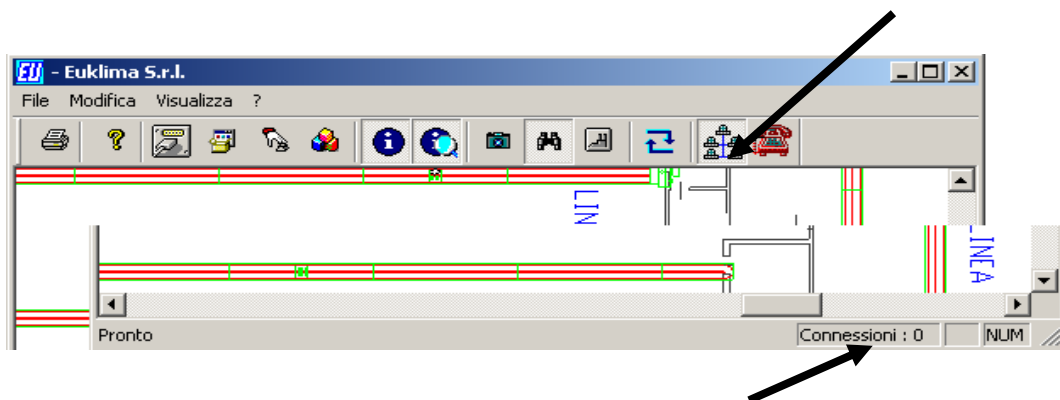 EU - Euklima S.r.l.
File Modifica Visualizza ?
LIN
LINEA
Pronto
Connessioni : 0
NUM